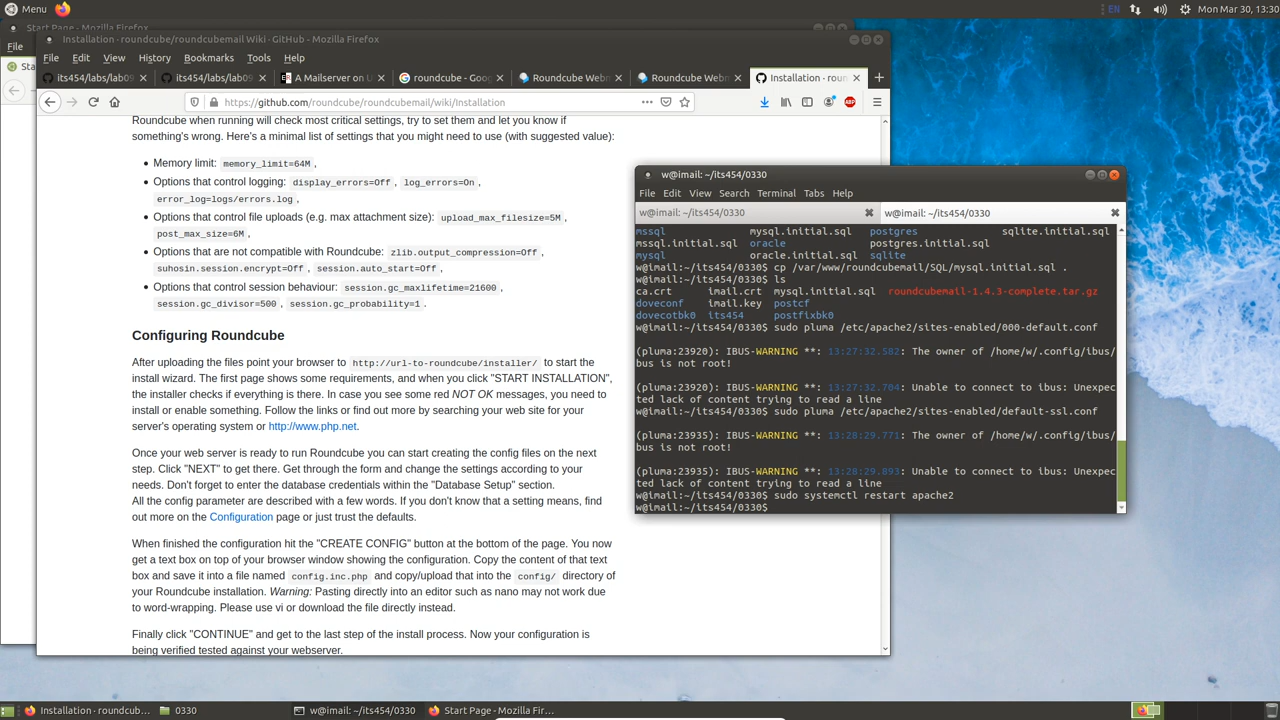 Menu
EN
Mon Mar 30, 13:30
Start Page - Mozilla Firefox
File
Installation · roundcube/roundcubemail Wiki · GitHub - Mozilla Firefox
File Edit View History Bookmarks Tools Help
its454/labs/lab09 its454/labs/lab09 A Mailserver on U roundcube - Goo Roundcube Webm Roundcube Webm Installation · roun
https://github.com/roundcube/roundcubemail/wiki/Installation
ABP
Roundcube when running will check most critical settings, try to set them and let you know if
something's wrong. Here's a minimal list of settings that you might need to use (with suggested value):
• Memory limit: memory_limit=64M,
• Options that control logging: display_errors=Off, log_errors=On,
error_log=logs/errors.log,
• Options that control file uploads (e.g. max attachment size): upload_max_filesize=5M,
post_max_size=6M,
• Options that are not compatible with Roundcube: zlib.output_compression=Off,
suhosin.session.encrypt=Off, session.auto_start=Off,
• Options that control session behaviour: session.gc_maxlifetime=21600,
session.gc_divisor=500, session.gc_probability=1.
Configuring Roundcube
After uploading the files point your browser to http://url-to-roundcube/installer/ to start the
install wizard. The first page shows some requirements, and when you click "START INSTALLATION",
the installer checks if everything is there. In case you see some red NOT OK messages, you need to
install or enable something. Follow the links or find out more by searching your web site for your
server's operating system or http://www.php.net.
Once your web server is ready to run Roundcube you can start creating the config files on the next
step. Click "NEXT" to get there. Get through the form and change the settings according to your
needs. Don't forget to enter the database credentials within the "Database Setup" section.
All the config parameter are described with a few words. If you don't know that a setting means, find
out more on the Configuration page or just trust the defaults.
When finished the configuration hit the "CREATE CONFIG" button at the bottom of the page. You now
get a text box on top of your browser window showing the configuration. Copy the content of that text
box and save it into a file named config.inc.php and copy/upload that into the config/ directory of
your Roundcube installation. Warning: Pasting directly into an editor such as nano may not work due
to word-wrapping. Please use vi or download the file directly instead.
Finally click "CONTINUE" and get to the last step of the install process. Now your configuration is
being verified tested against your webserver.
w@imail: ~/its454/0330
File Edit View Search Terminal Tabs Help
w@imail: ~/its454/0330 w@imail: ~/its454/0330
mssql mysql.initial.sql postgres sqlite.initial.sql
mssql.initial.sql oracle postgres.initial.sql
mysql oracle.initial.sql sqlite
w@imail:~/its454/0330$ cp /var/www/roundcubemail/SQL/mysql.initial.sql .
w@imail:~/its454/0330$ ls
ca.crt imail.crt mysql.initial.sql roundcubemail-1.4.3-complete.tar.gz
doveconf imail.key postcf
dovecotbk0 its454 postfixbk0
w@imail:~/its454/0330$ sudo pluma /etc/apache2/sites-enabled/000-default.conf
(pluma:23920): IBUS-WARNING **: 13:27:32.582: The owner of /home/w/.config/ibus/
bus is not root!
(pluma:23920): IBUS-WARNING **: 13:27:32.704: Unable to connect to ibus: Unexpec
ted lack of content trying to read a line
w@imail:~/its454/0330$ sudo pluma /etc/apache2/sites-enabled/default-ssl.conf
(pluma:23935): IBUS-WARNING **: 13:28:29.771: The owner of /home/w/.config/ibus/
bus is not root!
(pluma:23935): IBUS-WARNING **: 13:28:29.893: Unable to connect to ibus: Unexpec
ted lack of content trying to read a line
w@imail:~/its454/0330$ sudo systemctl restart apache2
w@imail:~/its454/0330$
Installation · roundcub... 0330 w@imail: ~/its454/0330 Start Page - Mozilla Fir...